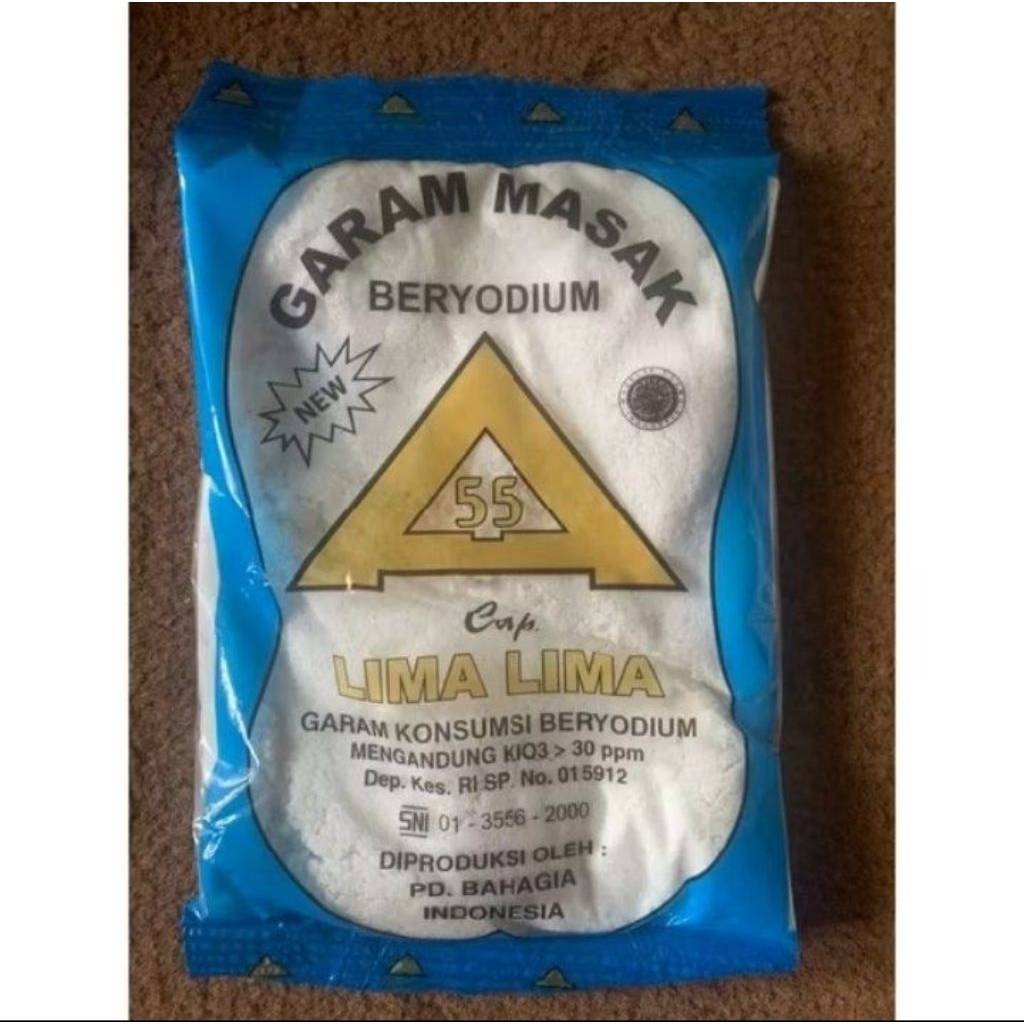 GARAM MASAK
BERYODIUM
NEW
55
Cap.
LIMA LIMA
GARAM KONSUMSI BERYODIUM
MENGANDUNG KIO3 > 30 ppm
Dep. Kes. RI SP. No. 015912
SNI 01 - 3556 - 2000
DIPRODUKSI OLEH :
PD. BAHAGIA
INDONESIA